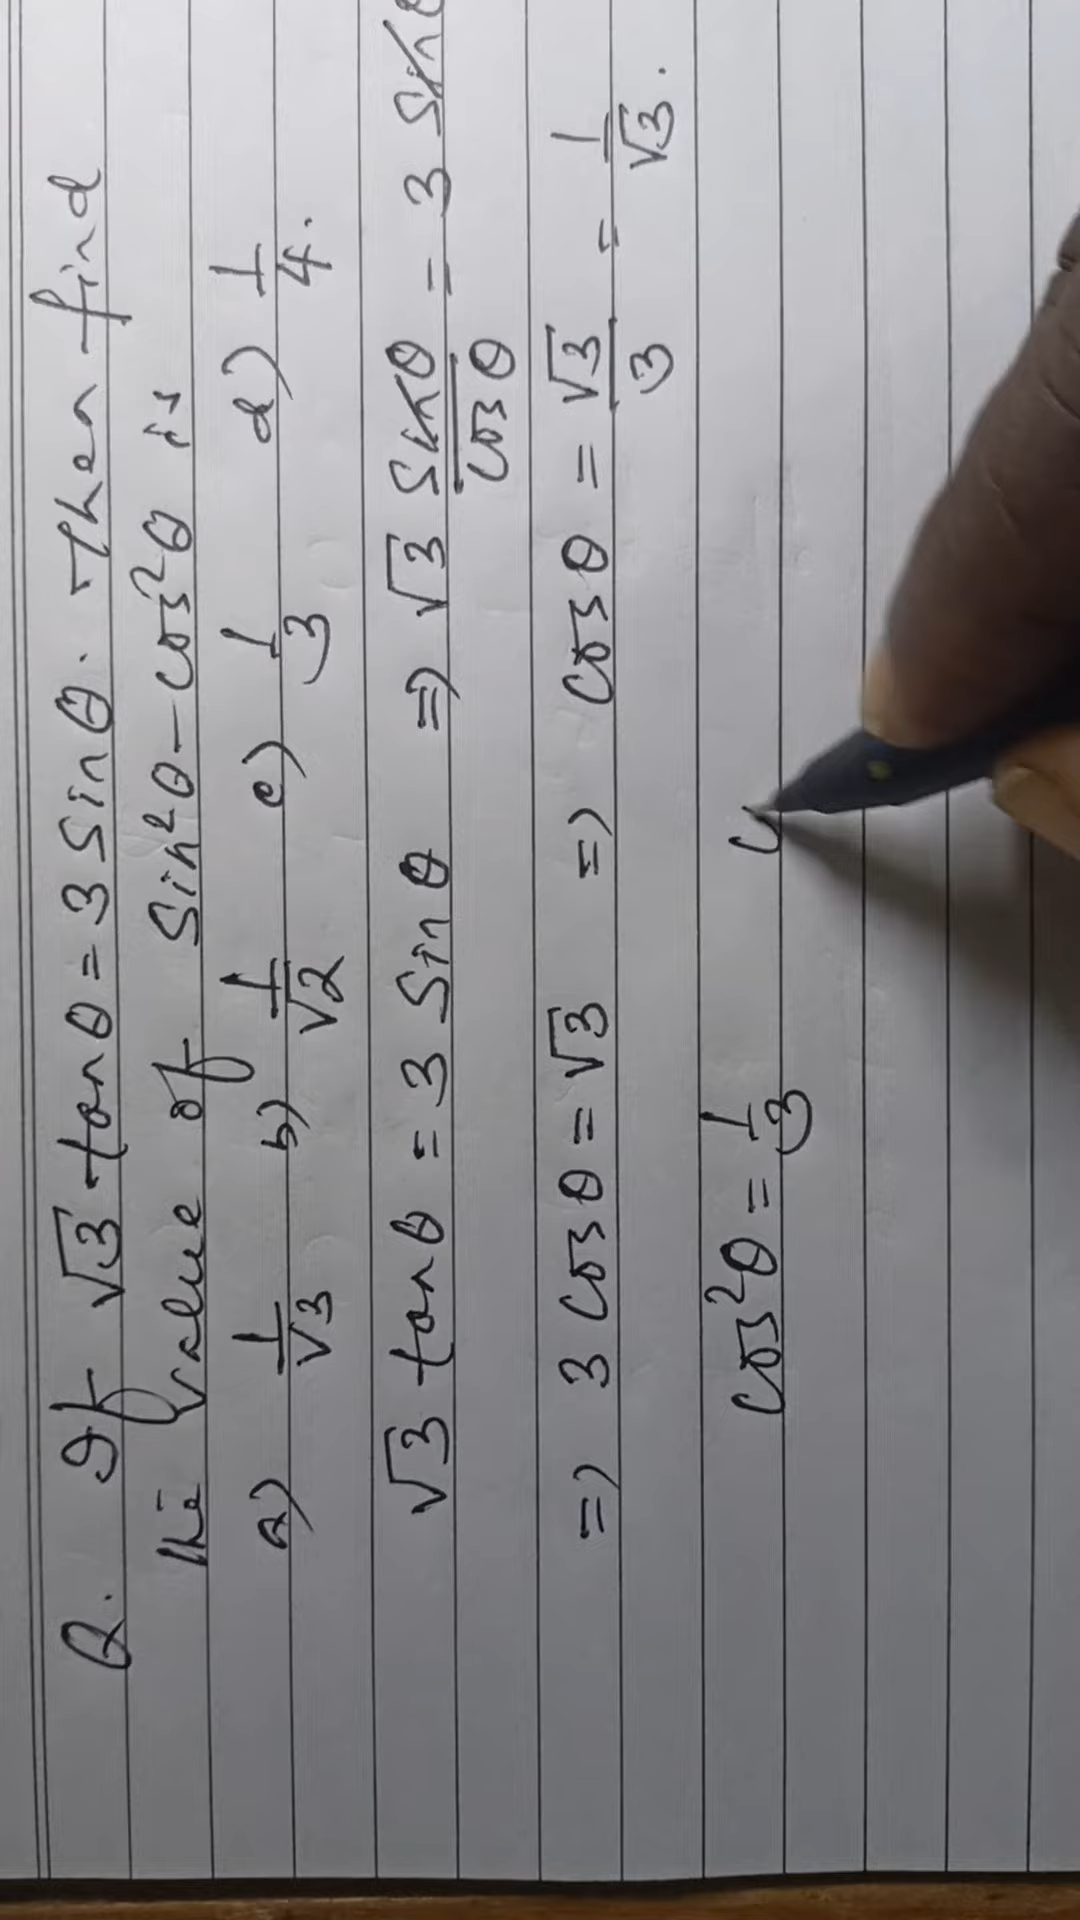 Q. If √3 tanθ = 3 Sinθ. Then find
the value of Sin²θ - cos²θ is
a) 1/√3 b) 1/√2 c) 1/3 d) 1/4.
√3 tanθ = 3 Sinθ => √3 Sinθ/cosθ = 3 Sinθ
=> 3 cosθ = √3 => cosθ = √3/3 = 1/√3.
cos²θ = 1/3